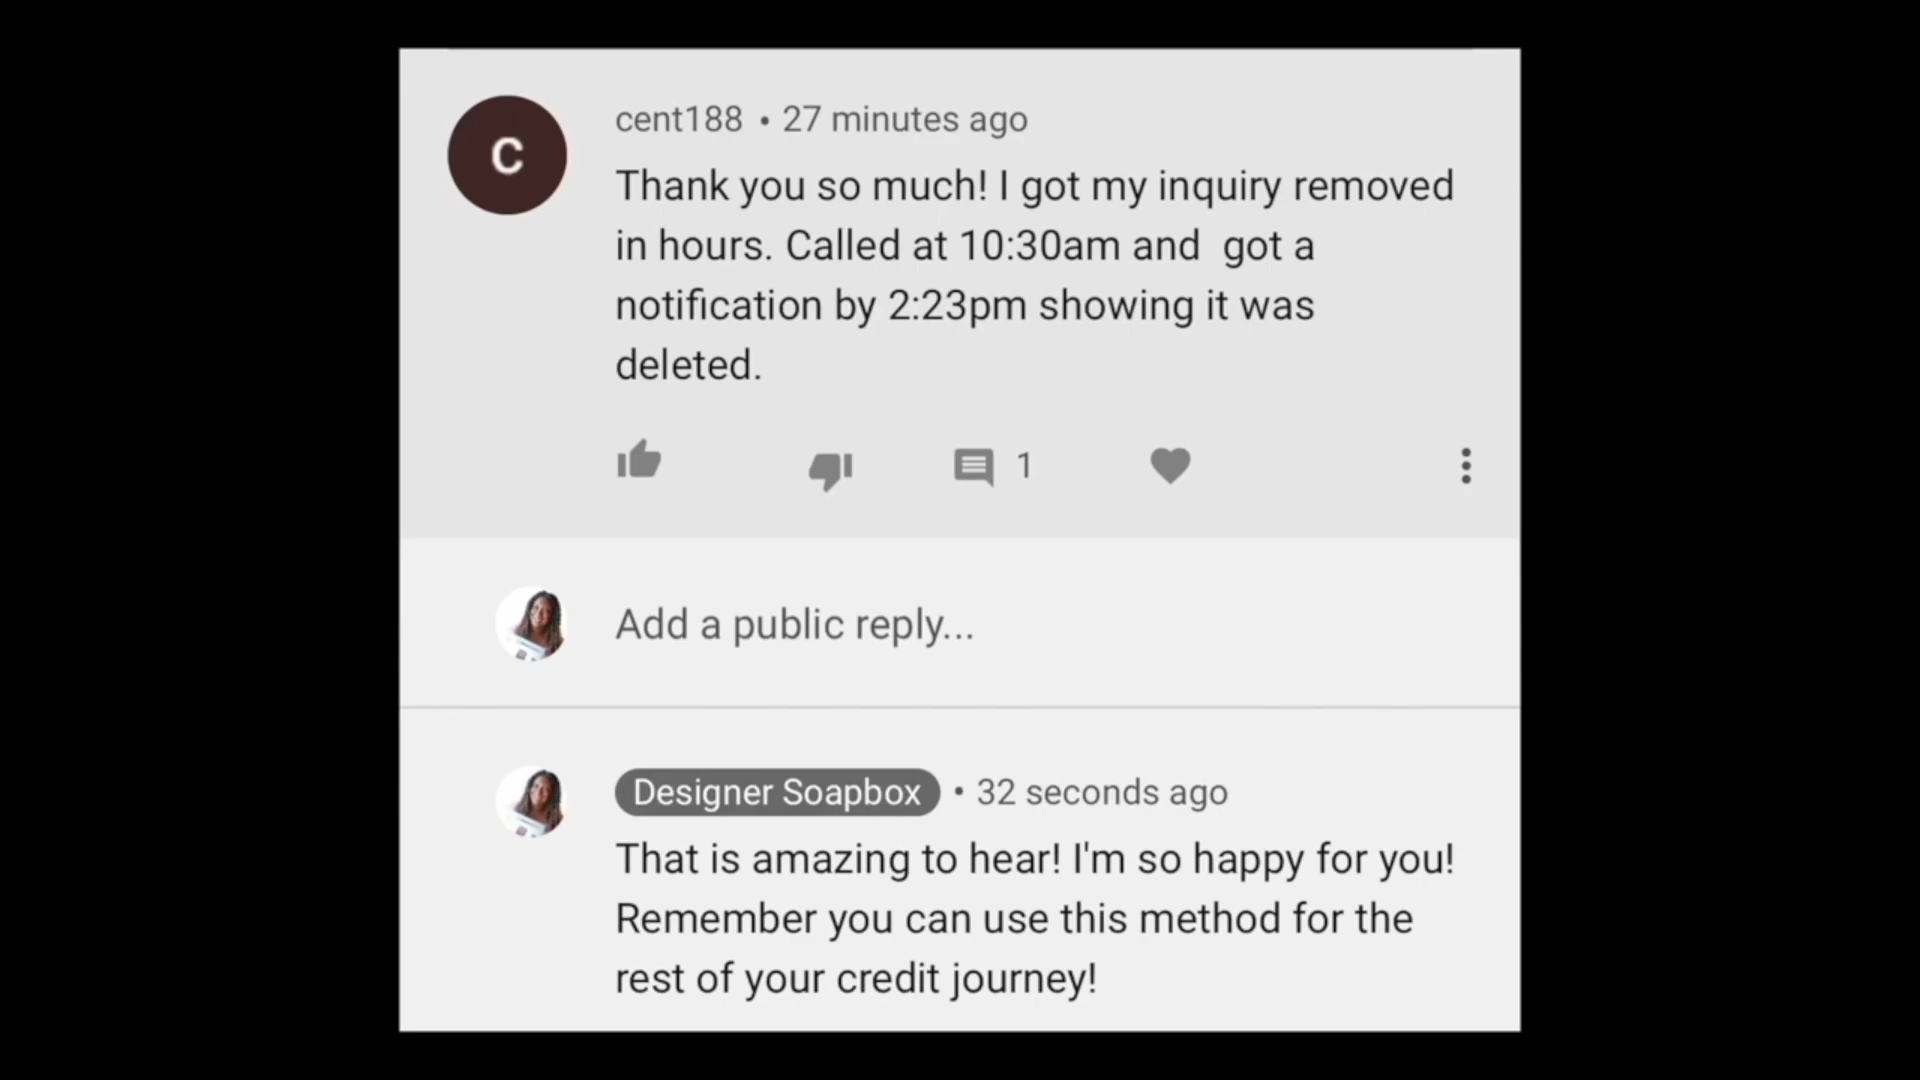 C
cent188 • 27 minutes ago
Thank you so much! I got my inquiry removed
in hours. Called at 10:30am and  got a
notification by 2:23pm showing it was
deleted.
1
Add a public reply...
Designer Soapbox • 32 seconds ago
That is amazing to hear! I'm so happy for you!
Remember you can use this method for the
rest of your credit journey!